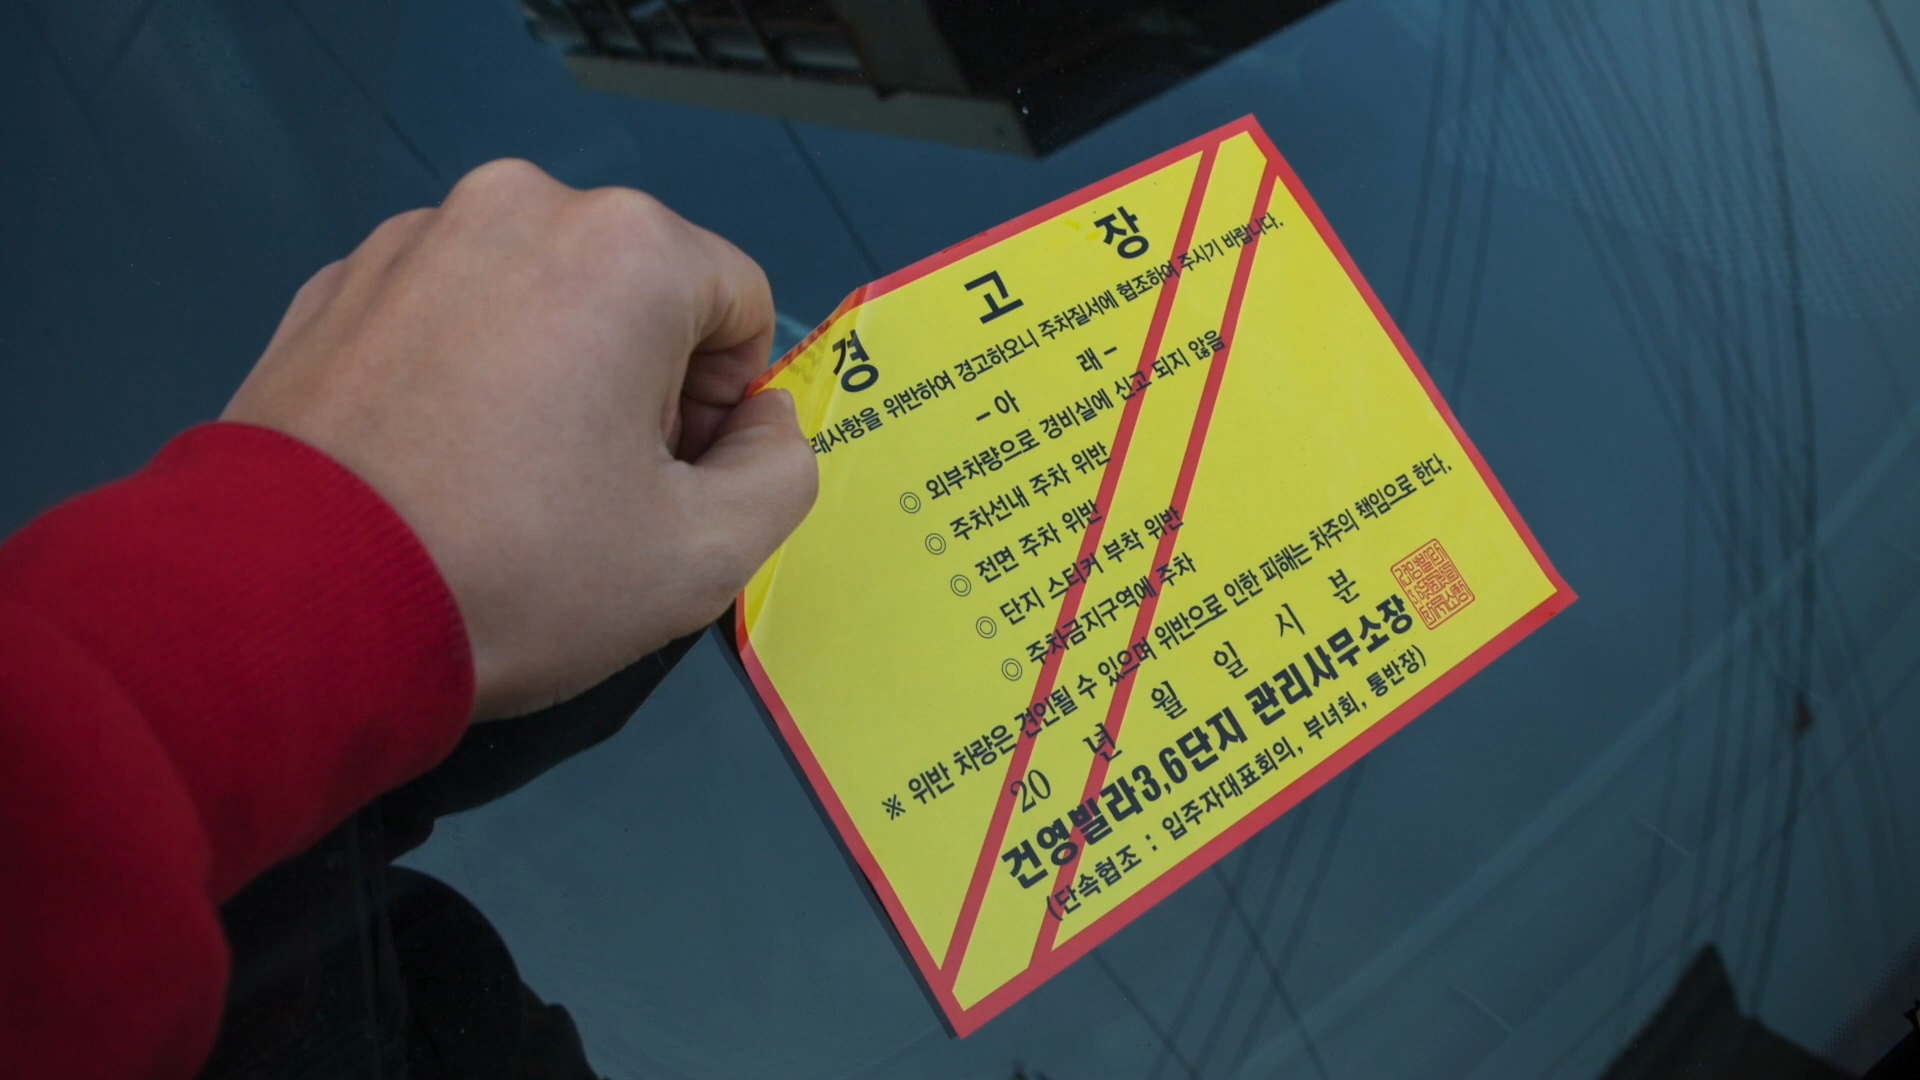 경 고 장
래사항을 위반하여 경고하오니 주차질서에 협조하여 주시기 바랍니다.
- 아 래 -
◎ 외부차량으로 경비실에 신고 되지 않음
◎ 주차선내 주차 위반
◎ 전면 주차 위반
◎ 단지 스티커 부착 위반
◎ 주차금지구역에 주차
※ 위반 차량은 견인될 수 있으며 위반으로 인한 피해는 차주의 책임으로 한다.
20 년 월 일 시 분
건영빌라3,6단지 관리사무소장
(단속협조 : 입주자대표회의, 부녀회, 통반장)